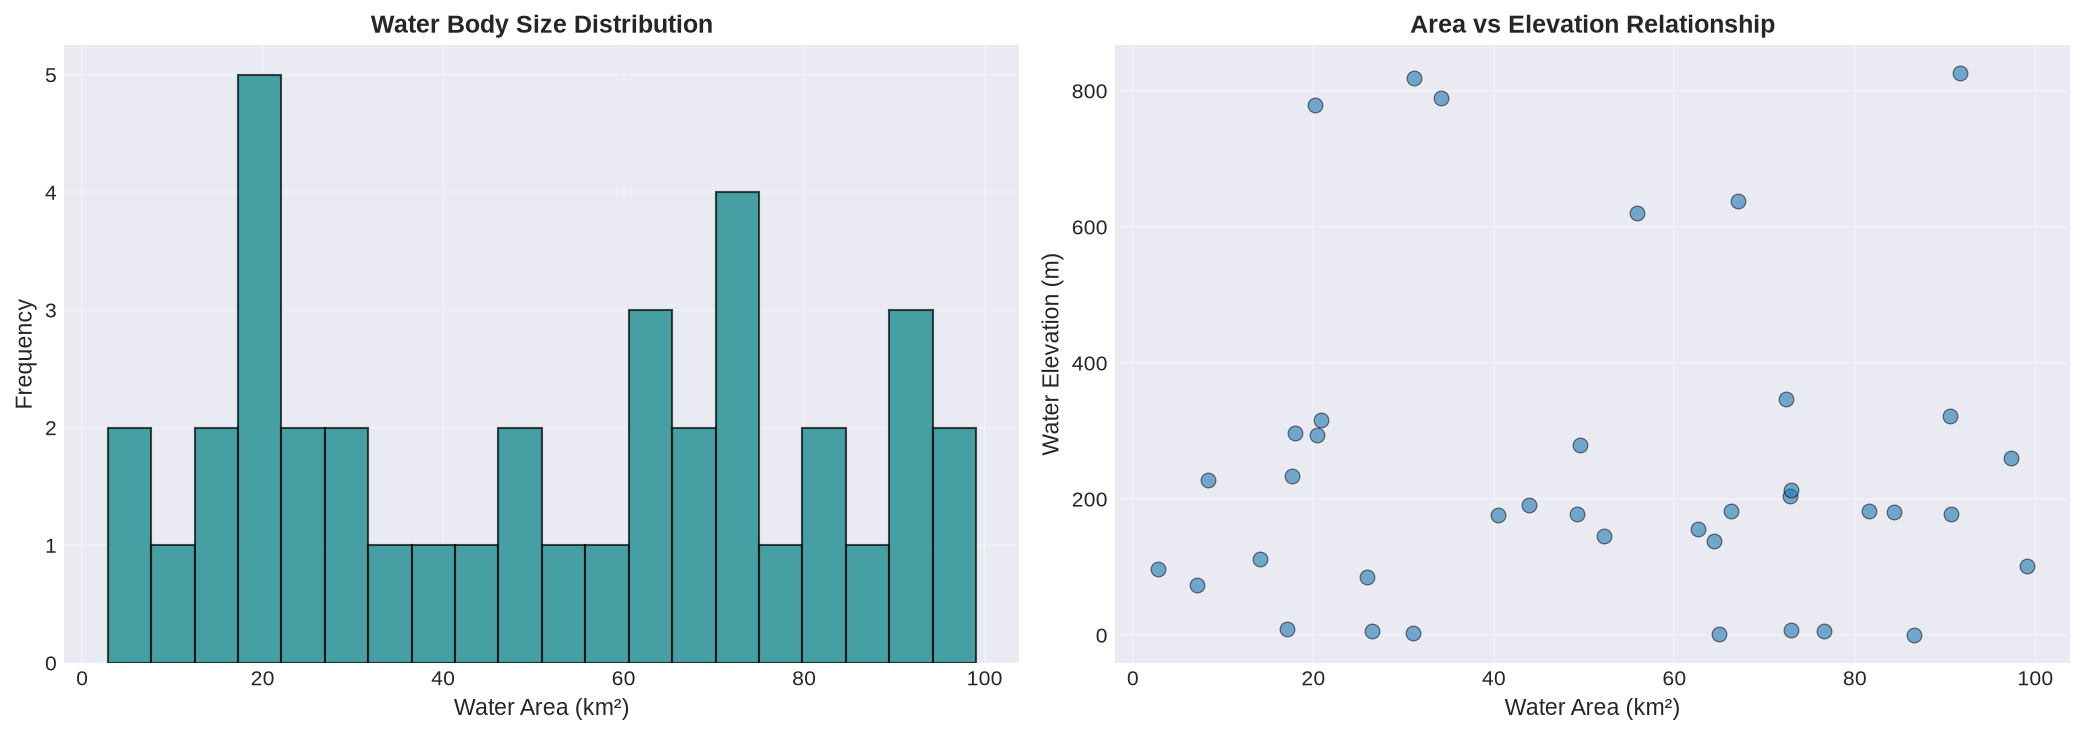 Water Body Size Distribution
5
4
3
2
1
0
0 20 40 60 80 100
Frequency
Water Area (km²)
Area vs Elevation Relationship
800
600
400
200
0
0 20 40 60 80 100
Water Elevation (m)
Water Area (km²)